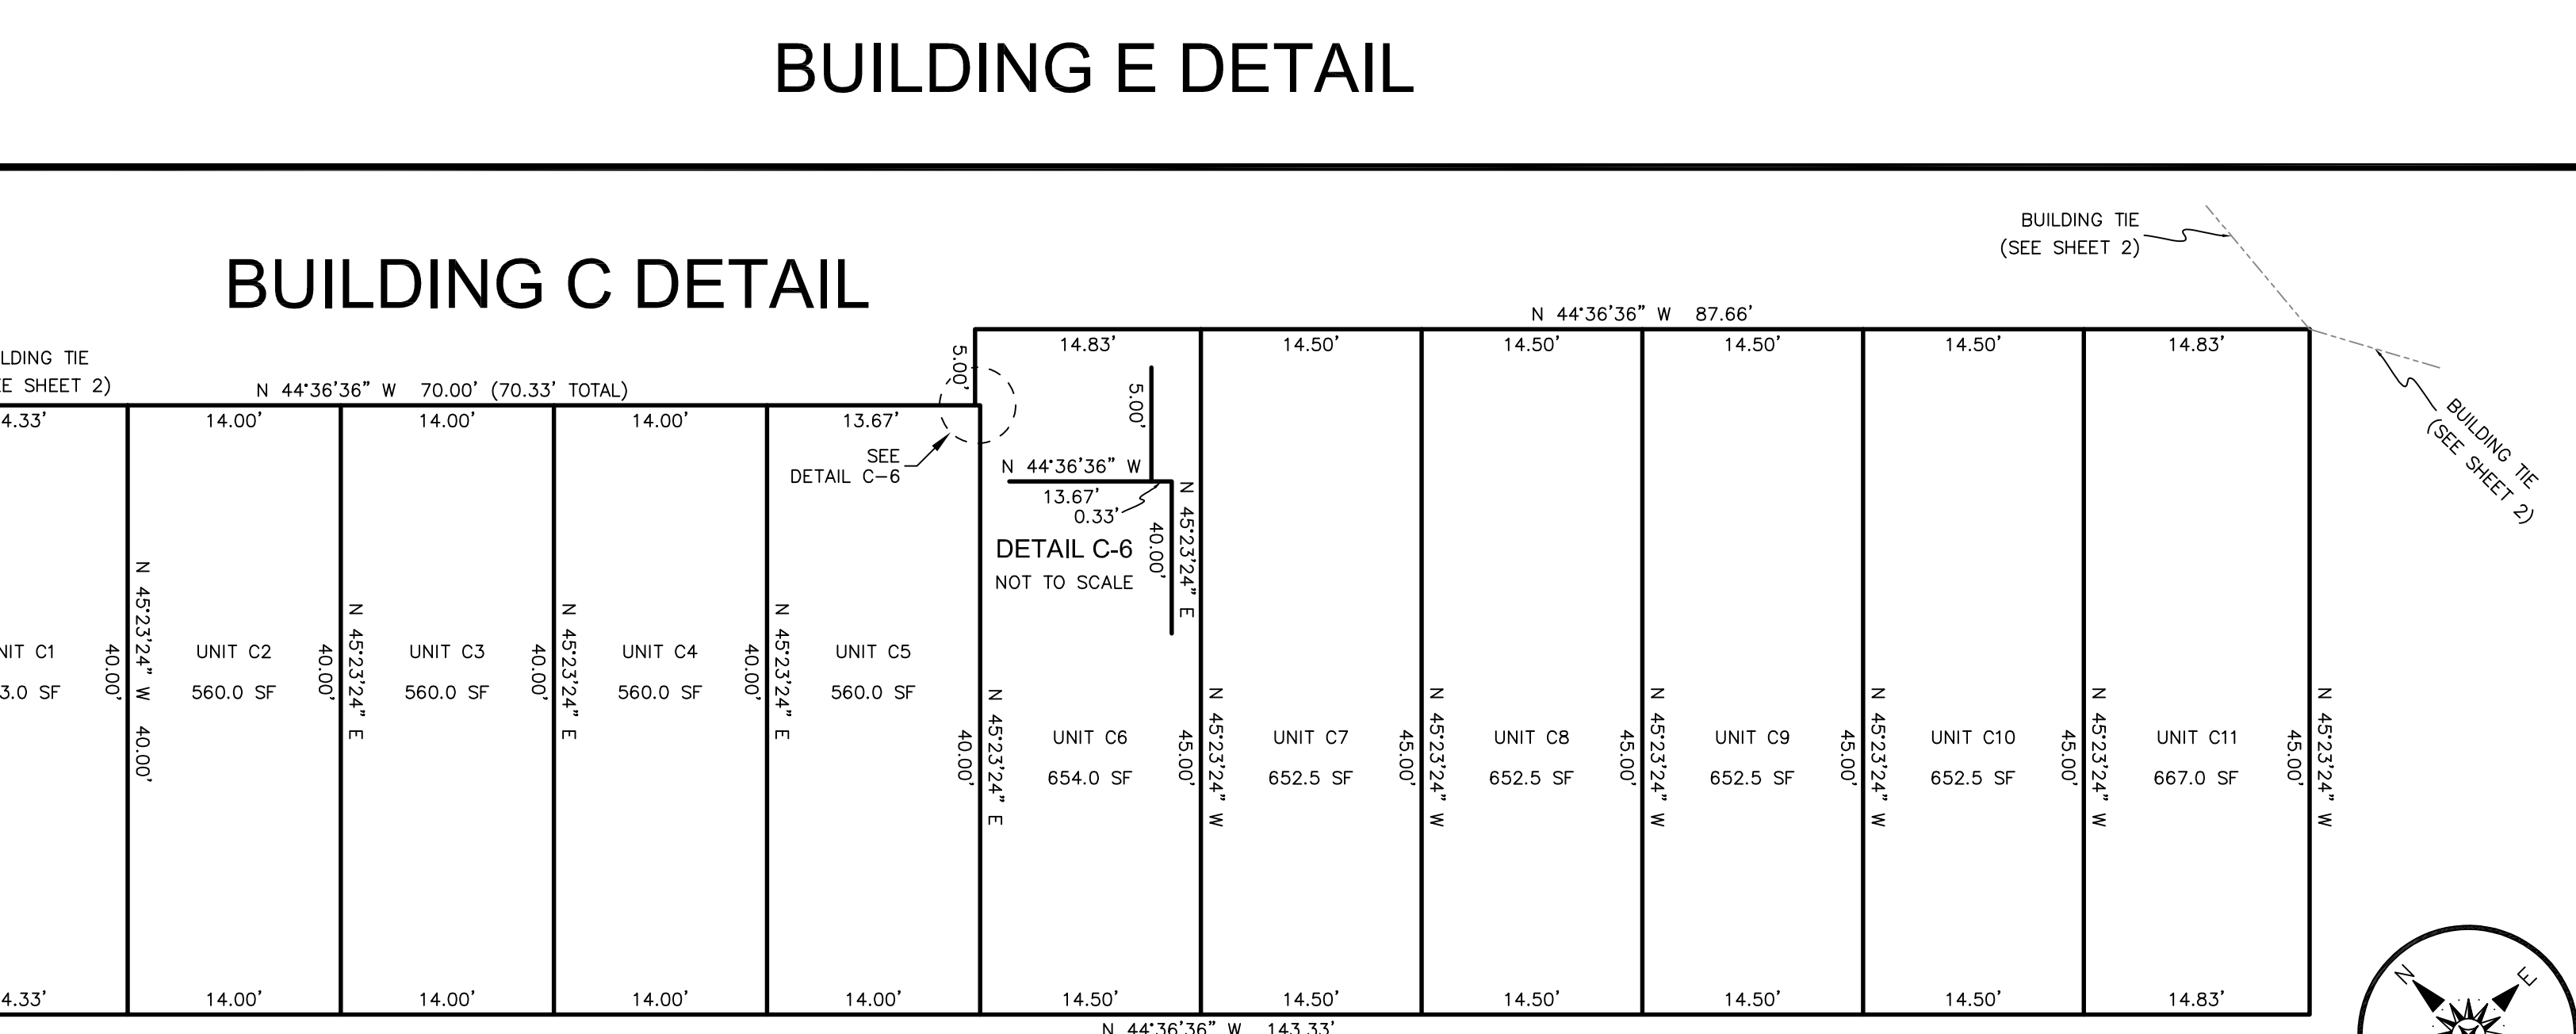 BUILDING E DETAIL
BUILDING C DETAIL
BUILDING TIE
(SEE SHEET 2)
BUILDING TIE
(SEE SHEET 2)
LDING TIE
EE SHEET 2)
N 44°36'36” W 70.00' (70.33' TOTAL)
N 44°36'36” W 87.66'
4.33'
14.00'
14.00'
14.00'
13.67'
5.00'
14.83'
14.50'
14.50'
14.50'
14.50'
14.83'
SEE
DETAIL C-6
5.00'
N 44°36'36” W
13.67'
0.33'
40.00'
N 45°23'24” E
DETAIL C-6
NOT TO SCALE
NIT C1
3.0 SF
40.00'
N 45°23'24” W 40.00'
UNIT C2
560.0 SF
40.00'
N 45°23'24” E
UNIT C3
560.0 SF
40.00'
N 45°23'24” E
UNIT C4
560.0 SF
40.00'
N 45°23'24” E
UNIT C5
560.0 SF
40.00'
N 45°23'24” E
UNIT C6
654.0 SF
45.00'
N 45°23'24” W
UNIT C7
652.5 SF
45.00'
N 45°23'24” W
UNIT C8
652.5 SF
45.00'
N 45°23'24” W
UNIT C9
652.5 SF
45.00'
N 45°23'24” W
UNIT C10
652.5 SF
45.00'
N 45°23'24” W
UNIT C11
667.0 SF
45.00'
N 45°23'24” W
4.33'
14.00'
14.00'
14.00'
14.00'
14.50'
14.50'
14.50'
14.50'
14.50'
14.83'
N 44°36'36” W 143.33'
N
E